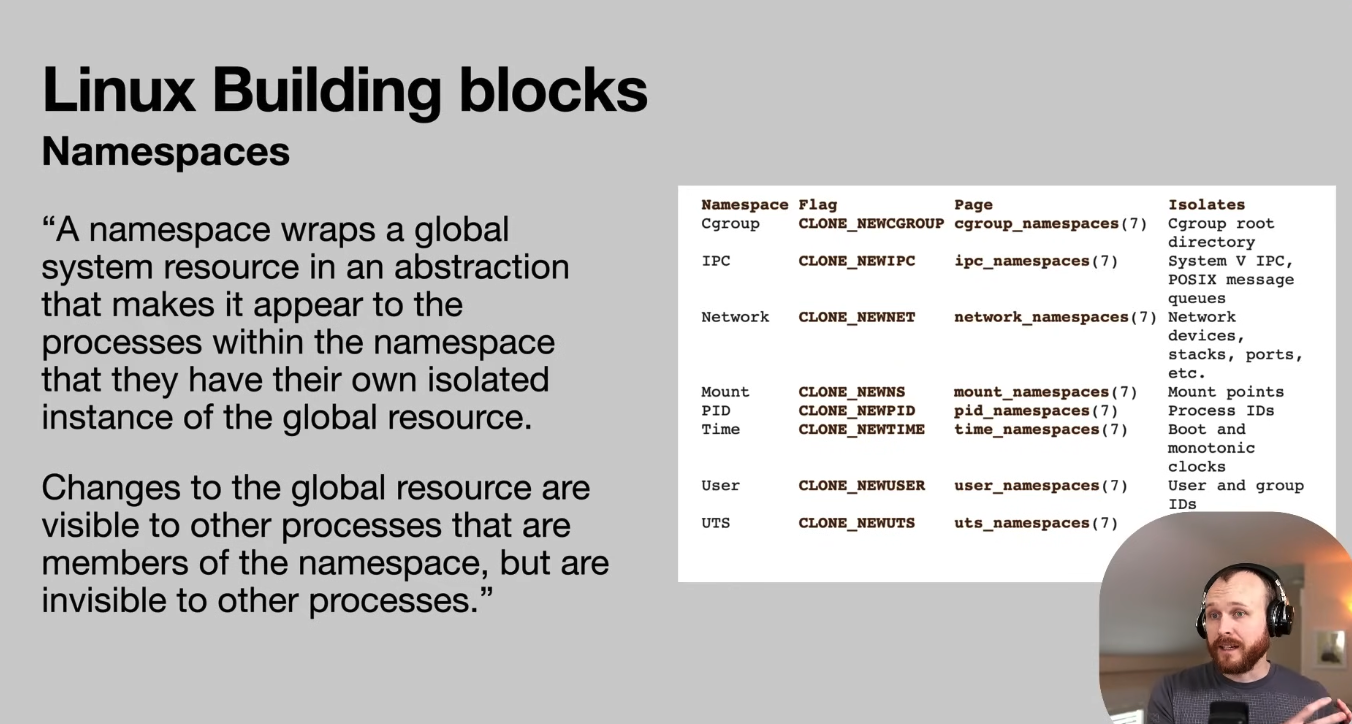 Linux Building blocks
Namespaces
“A namespace wraps a global
system resource in an abstraction
that makes it appear to the
processes within the namespace
that they have their own isolated
instance of the global resource.
Changes to the global resource are
visible to other processes that are
members of the namespace, but are
invisible to other processes.”
Namespace Flag Page Isolates
Cgroup CLONE_NEWCGROUP cgroup_namespaces(7) Cgroup root
directory
IPC CLONE_NEWIPC ipc_namespaces(7) System V IPC,
POSIX message
queues
Network CLONE_NEWNET network_namespaces(7) Network
devices,
stacks, ports,
etc.
Mount CLONE_NEWNS mount_namespaces(7) Mount points
PID CLONE_NEWPID pid_namespaces(7) Process IDs
Time CLONE_NEWTIME time_namespaces(7) Boot and
monotonic
clocks
User CLONE_NEWUSER user_namespaces(7) User and group
IDs
UTS CLONE_NEWUTS uts_namespaces(7)